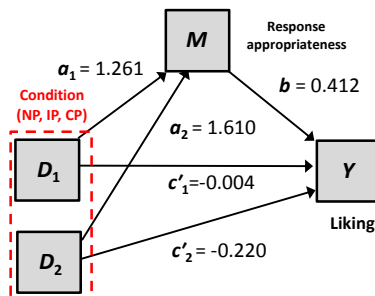 M
Response
appropriateness
a1 = 1.261
b = 0.412
Condition
(NP, IP, CP)
a2 = 1.610
D1
Y
c′1=-0.004
Liking
D2
c′2 = -0.220